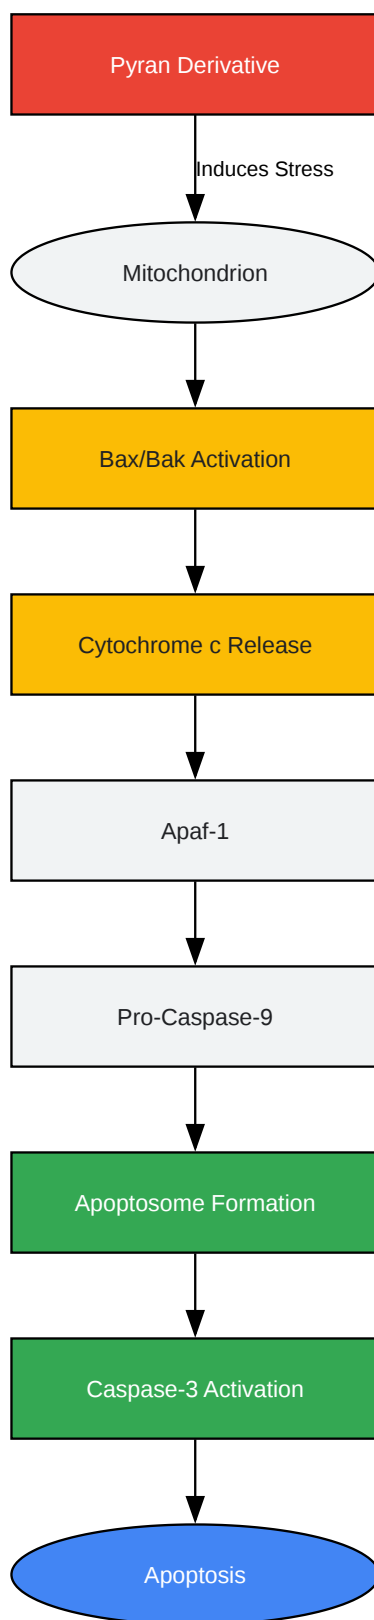 Pyran Derivative
Induces Stress
Mitochondrion
Bax/Bak Activation
Cytochrome c Release
Apaf-1
Pro-Caspase-9
Apoptosome Formation
Caspase-3 Activation
Apoptosis